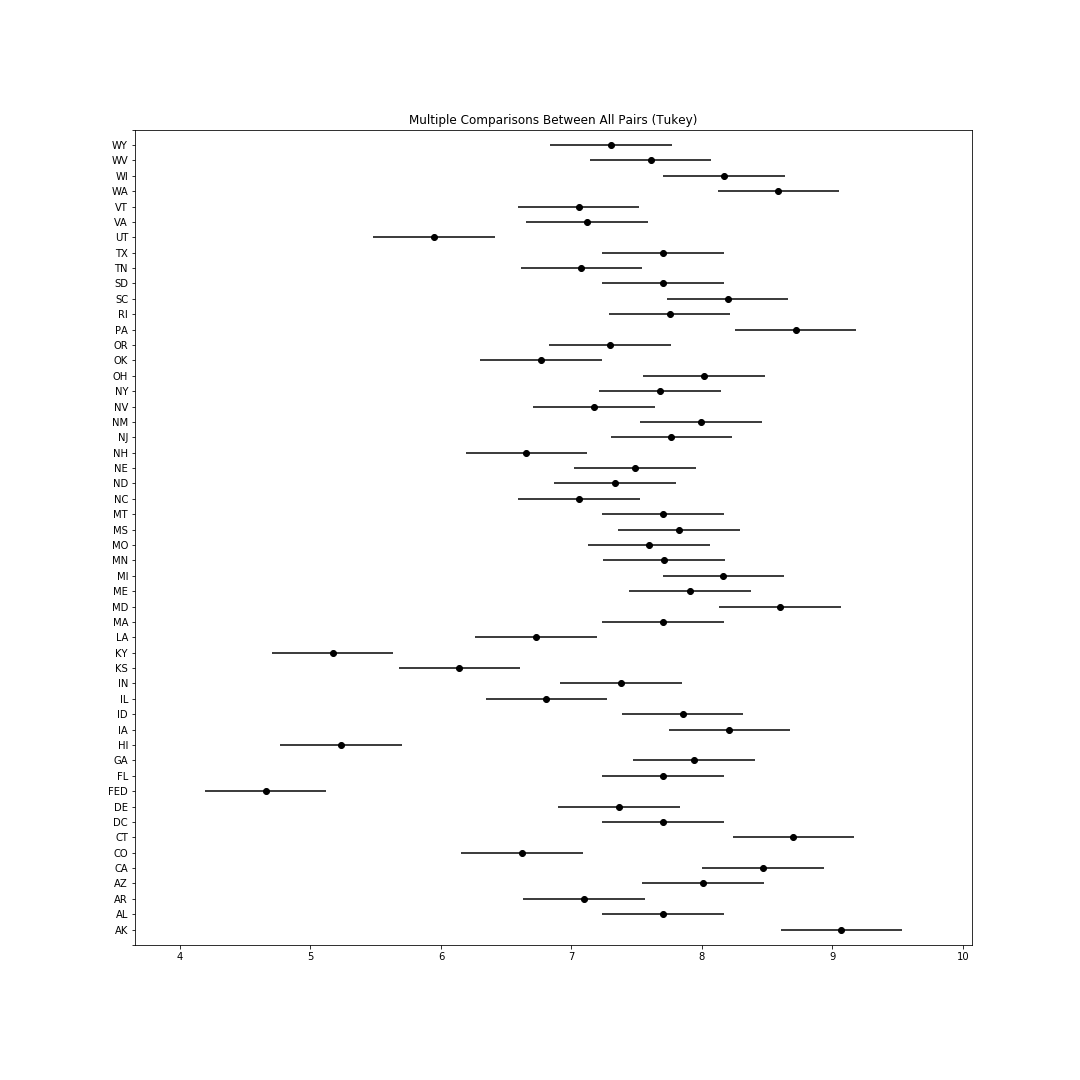 Multiple Comparisons Between All Pairs (Tukey)
WY
WV
WI
WA
VT
VA
UT
TX
TN
SD
SC
RI
PA
OR
OK
OH
NY
NV
NM
NJ
NH
NE
ND
NC
MT
MS
MO
MN
MI
ME
MD
MA
LA
KY
KS
IN
IL
ID
IA
HI
GA
FL
FED
DE
DC
CT
CO
CA
AZ
AR
AL
AK
4 5 6 7 8 9 10